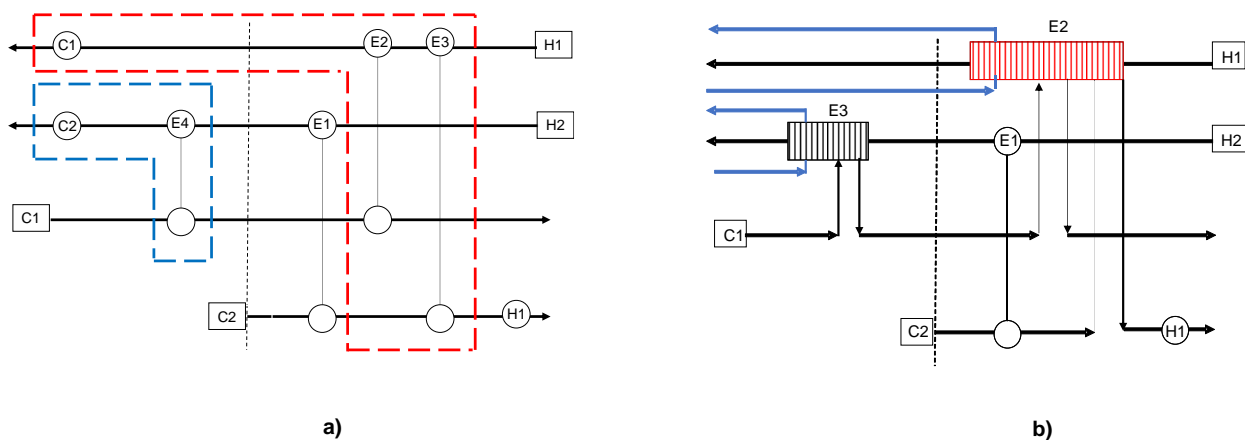 C1 E2 E3 H1
C2 E4 E1 H2
C1
C2 H1
a)
E2
H1
E3
E1 H2
C1
C2 H1
b)